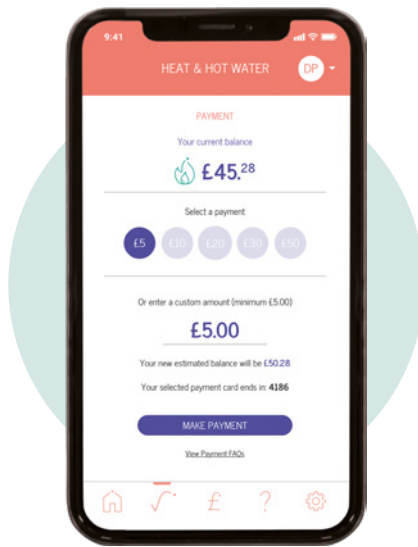 9:41
HEAT & HOT WATER DP
PAYMENT
Your current balance
£45.28
Select a payment
£5 £10 £20 £30 £50
Or enter a custom amount (minimum £5.00)
£5.00
Your new estimated balance will be £50.28
Your selected payment card ends in: 4186
MAKE PAYMENT
View Payment FAQs
£ ?